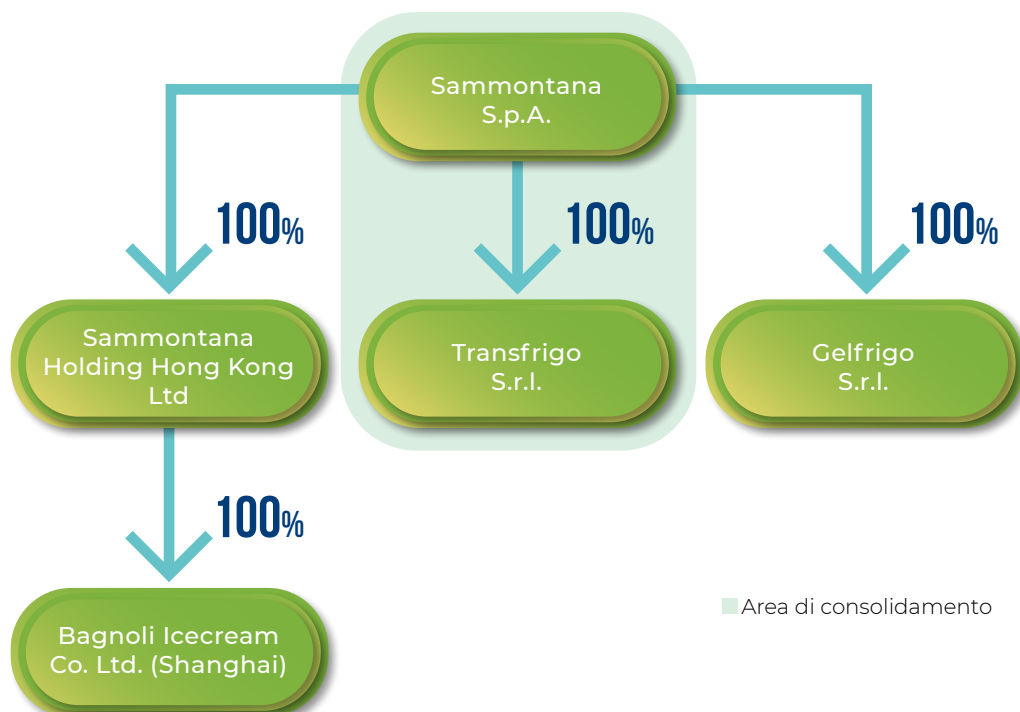 Sammontana
S.p.A.
100%
100%
100%
Sammontana
Holding Hong Kong
Ltd
Transfrigo
S.r.l.
Gelfrigo
S.r.l.
100%
Area di consolidamento
Bagnoli Icecream
Co. Ltd. (Shanghai)